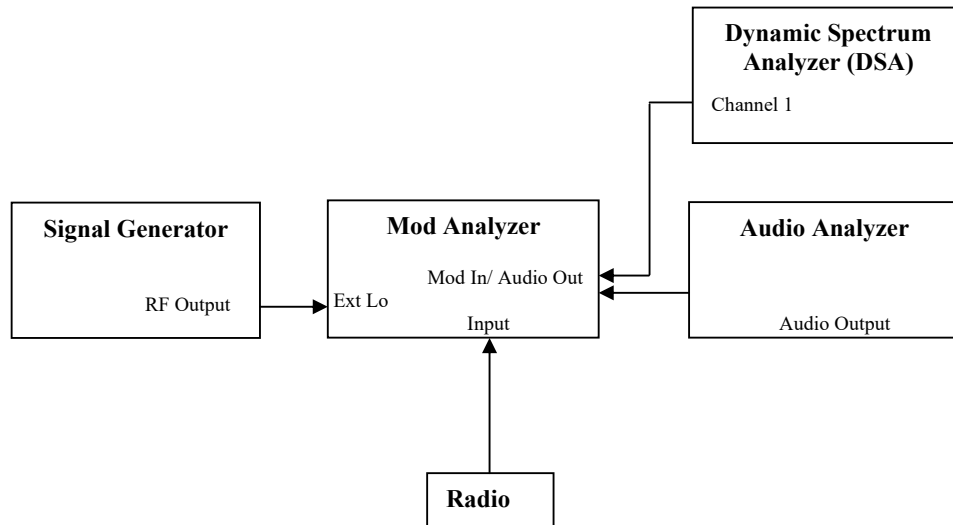 Dynamic Spectrum
Analyzer (DSA)
Channel 1
Signal Generator
RF Output
Mod Analyzer
Mod In/ Audio Out
Ext Lo
Input
Audio Analyzer
Audio Output
Radio